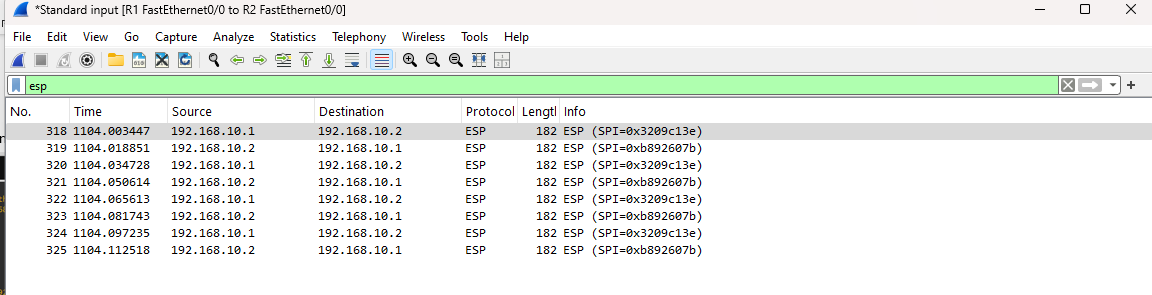 *Standard input [R1 FastEthernet0/0 to R2 FastEthernet0/0]
File Edit View Go Capture Analyze Statistics Telephony Wireless Tools Help
esp
No. Time Source Destination Protocol Lengtl Info
318 1104.003447 192.168.10.1 192.168.10.2 ESP 182 ESP (SPI=0x3209c13e)
319 1104.018851 192.168.10.2 192.168.10.1 ESP 182 ESP (SPI=0xb892607b)
320 1104.034728 192.168.10.1 192.168.10.2 ESP 182 ESP (SPI=0x3209c13e)
321 1104.050614 192.168.10.2 192.168.10.1 ESP 182 ESP (SPI=0xb892607b)
322 1104.065613 192.168.10.1 192.168.10.2 ESP 182 ESP (SPI=0x3209c13e)
323 1104.081743 192.168.10.2 192.168.10.1 ESP 182 ESP (SPI=0xb892607b)
324 1104.097235 192.168.10.1 192.168.10.2 ESP 182 ESP (SPI=0x3209c13e)
325 1104.112518 192.168.10.2 192.168.10.1 ESP 182 ESP (SPI=0xb892607b)